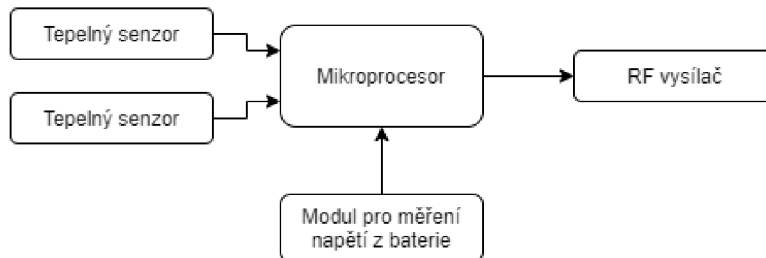 Tepelný senzor
Mikroprocesor
RF vysílač
Tepelný senzor
Modul pro měření
napětí z baterie